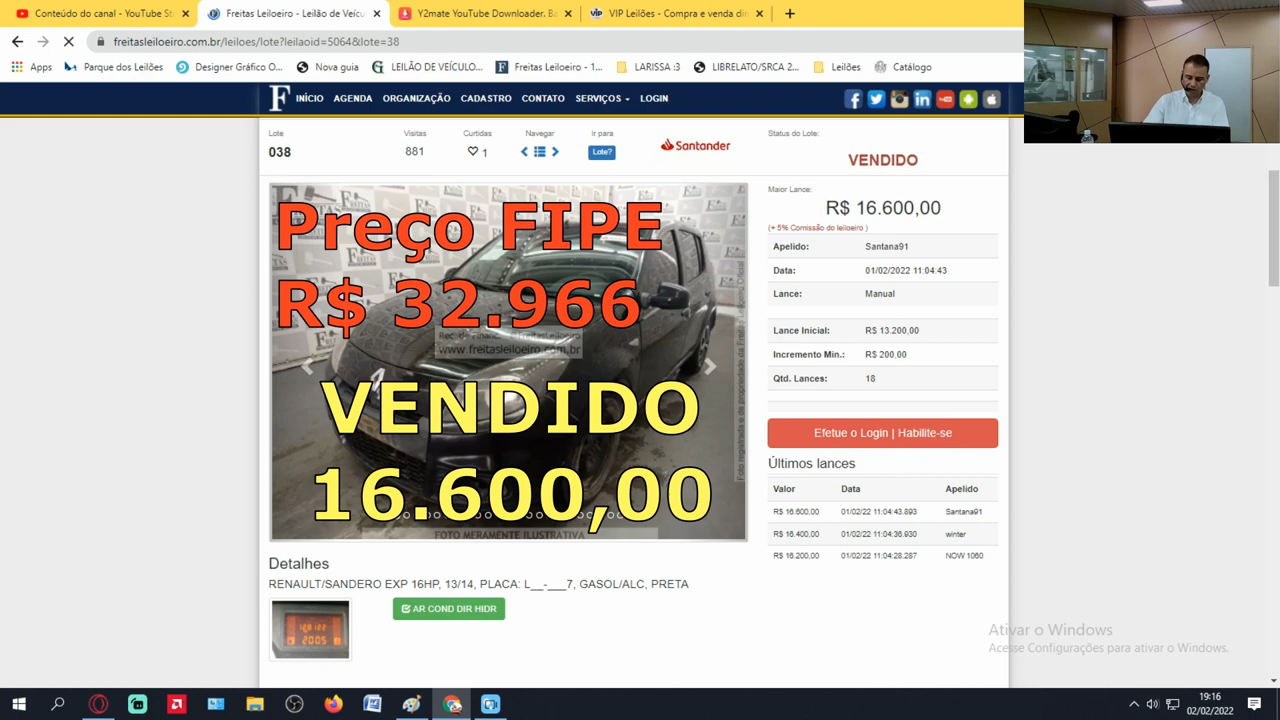 Conteúdo do canal - YouTube St
Freitas Leiloeiro - Leilão de Veícu
Y2mate YouTube Downloader. Ba
VIP Leilões - Compra e venda din
freitasleiloeiro.com.br/leiloes/lote?leilaoid=5064&lote=38
Apps
Parque dos Leilões
Designer Gráfico O...
Nova guia
LEILÃO DE VEÍCULO...
Freitas Leiloeiro - 1...
LARISSA :3
LIBRELATO/SRCA 2...
Leilões
Catálogo
F INÍCIO AGENDA ORGANIZAÇÃO CADASTRO CONTATO SERVIÇOS LOGIN
Lote
038
Visitas
881
Curtidas
1
Navegar
Ir para
Lote?
Santander
Status do Lote:
VENDIDO
Maior Lance:
R$ 16.600,00
(+ 5% Comissão do leiloeiro )
Apelido: Santana91
Data: 01/02/2022 11:04:43
Lance: Manual
Lance Inicial: R$ 13.200,00
Incremento Min.: R$ 200,00
Qtd. Lances: 18
Efetue o Login | Habilite-se
Últimos lances
Valor Data Apelido
R$ 16.600,00 01/02/22 11:04:43.893 Santana91
R$ 16.400,00 01/02/22 11:04:36.930 winter
R$ 16.200,00 01/02/22 11:04:28.287 NOW 1060
Preço FIPE
R$ 32.966
www.freitasleiloeiro.com.br
VENDIDO
16.600,00
FOTO MERAMENTE ILUSTRATIVA
Detalhes
RENAULT/SANDERO EXP 16HP, 13/14, PLACA: L__-___7, GASOL/ALC, PRETA
AR COND DIR HIDR
Ativar o Windows
Acesse Configurações para ativar o Windows.
19:16
02/02/2022